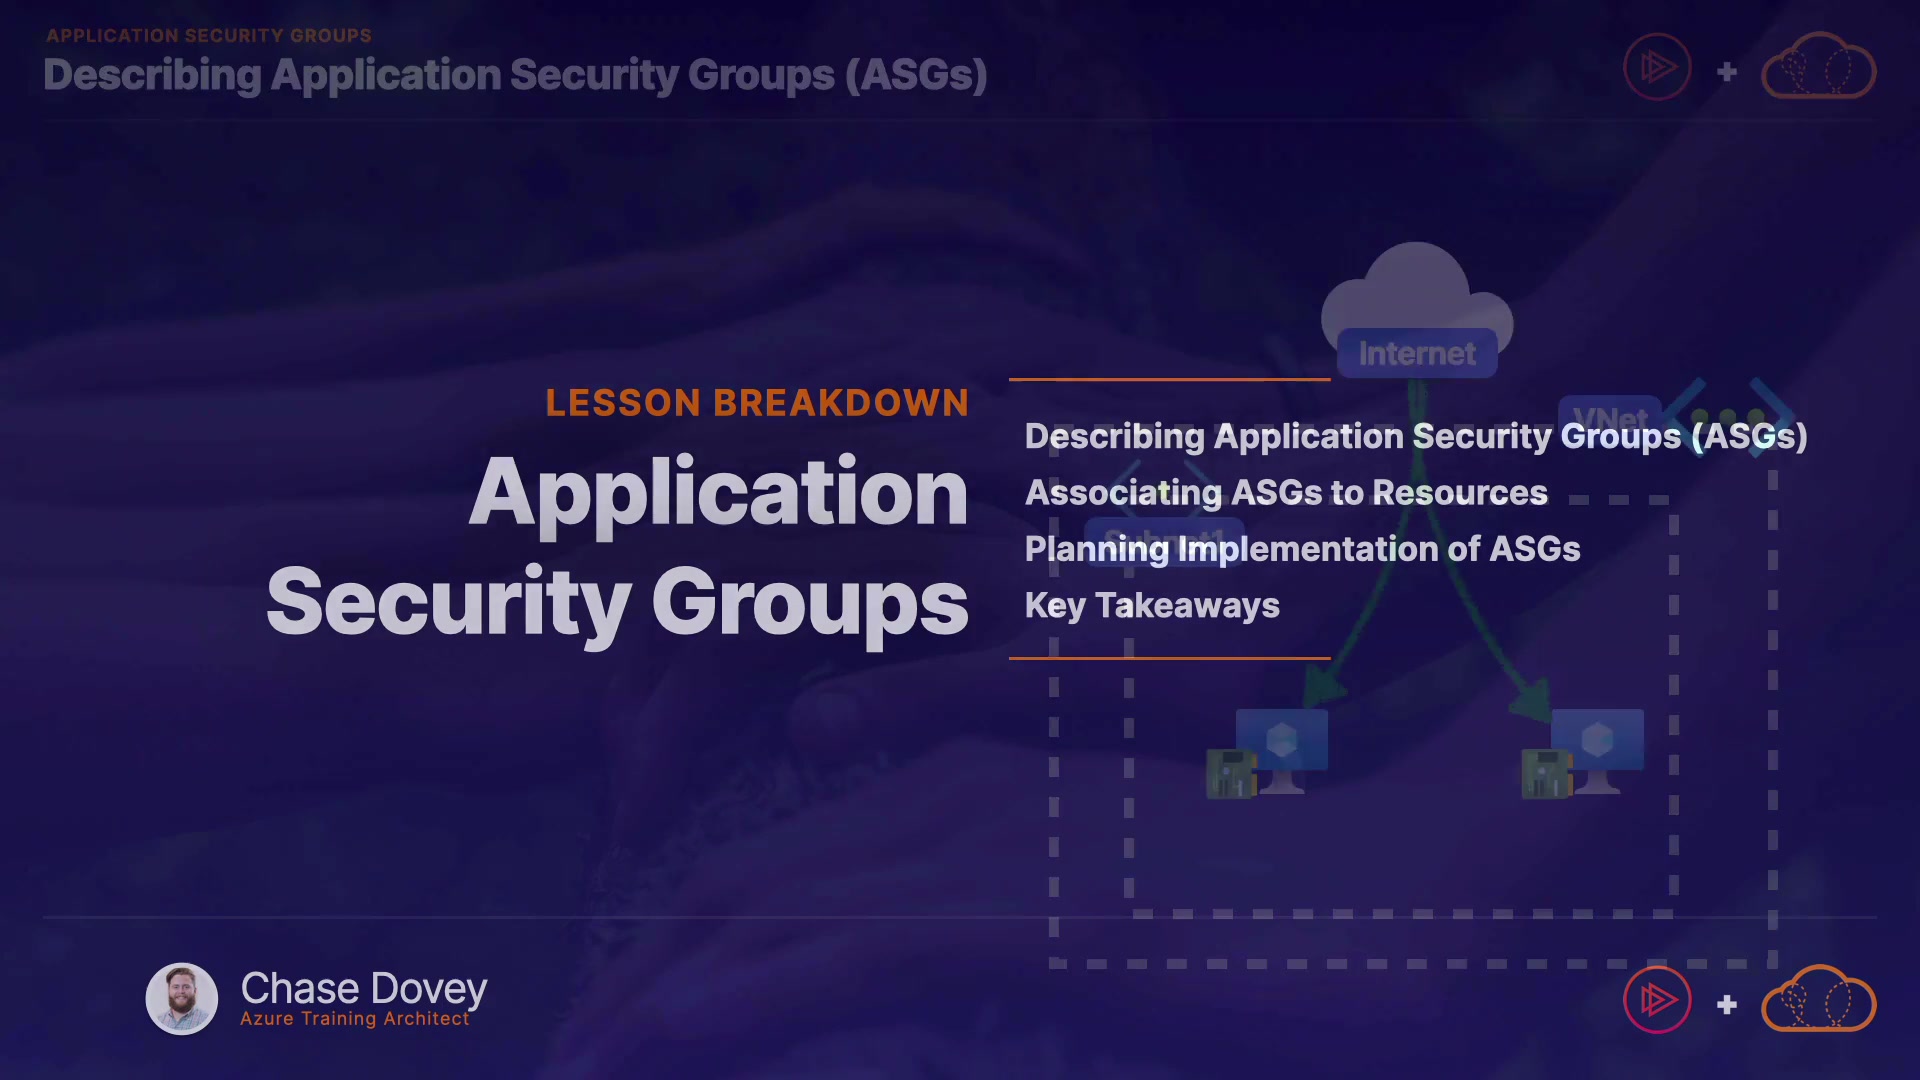 APPLICATION SECURITY GROUPS
Describing Application Security Groups (ASGs)
LESSON BREAKDOWN
Application
Security Groups
Describing Application Security Groups (ASGs)
Associating ASGs to Resources
Planning Implementation of ASGs
Key Takeaways
Internet
VNet
Subnet1
Chase Dovey
Azure Training Architect